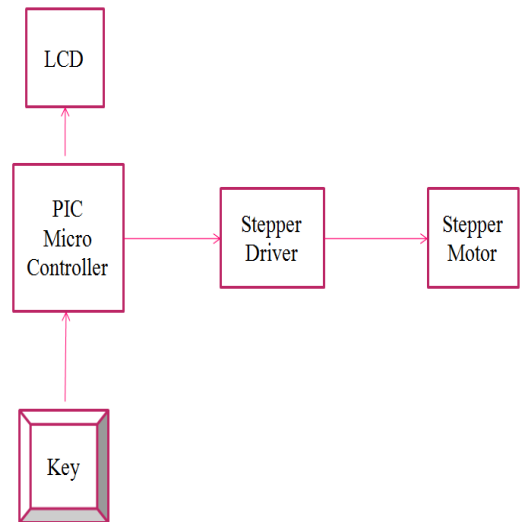 LCD
PIC
Micro
Controller
Stepper
Driver
Stepper
Motor
Key